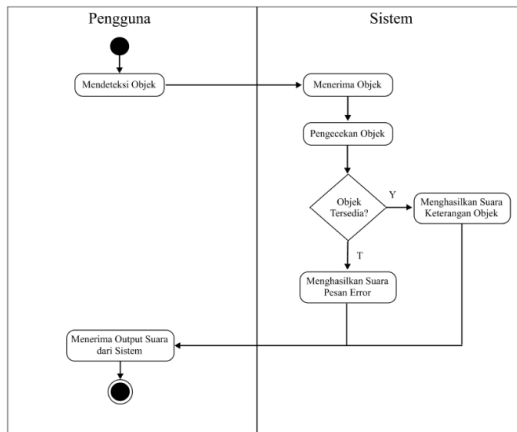 Pengguna
Sistem
Mendeteksi Objek
Menerima Objek
Pengecekan Objek
Objek
Tersedia?
Y
Menghasilkan Suara
Keterangan Objek
T
Menghasilkan Suara
Pesan Error
Menerima Output Suara
dari Sistem